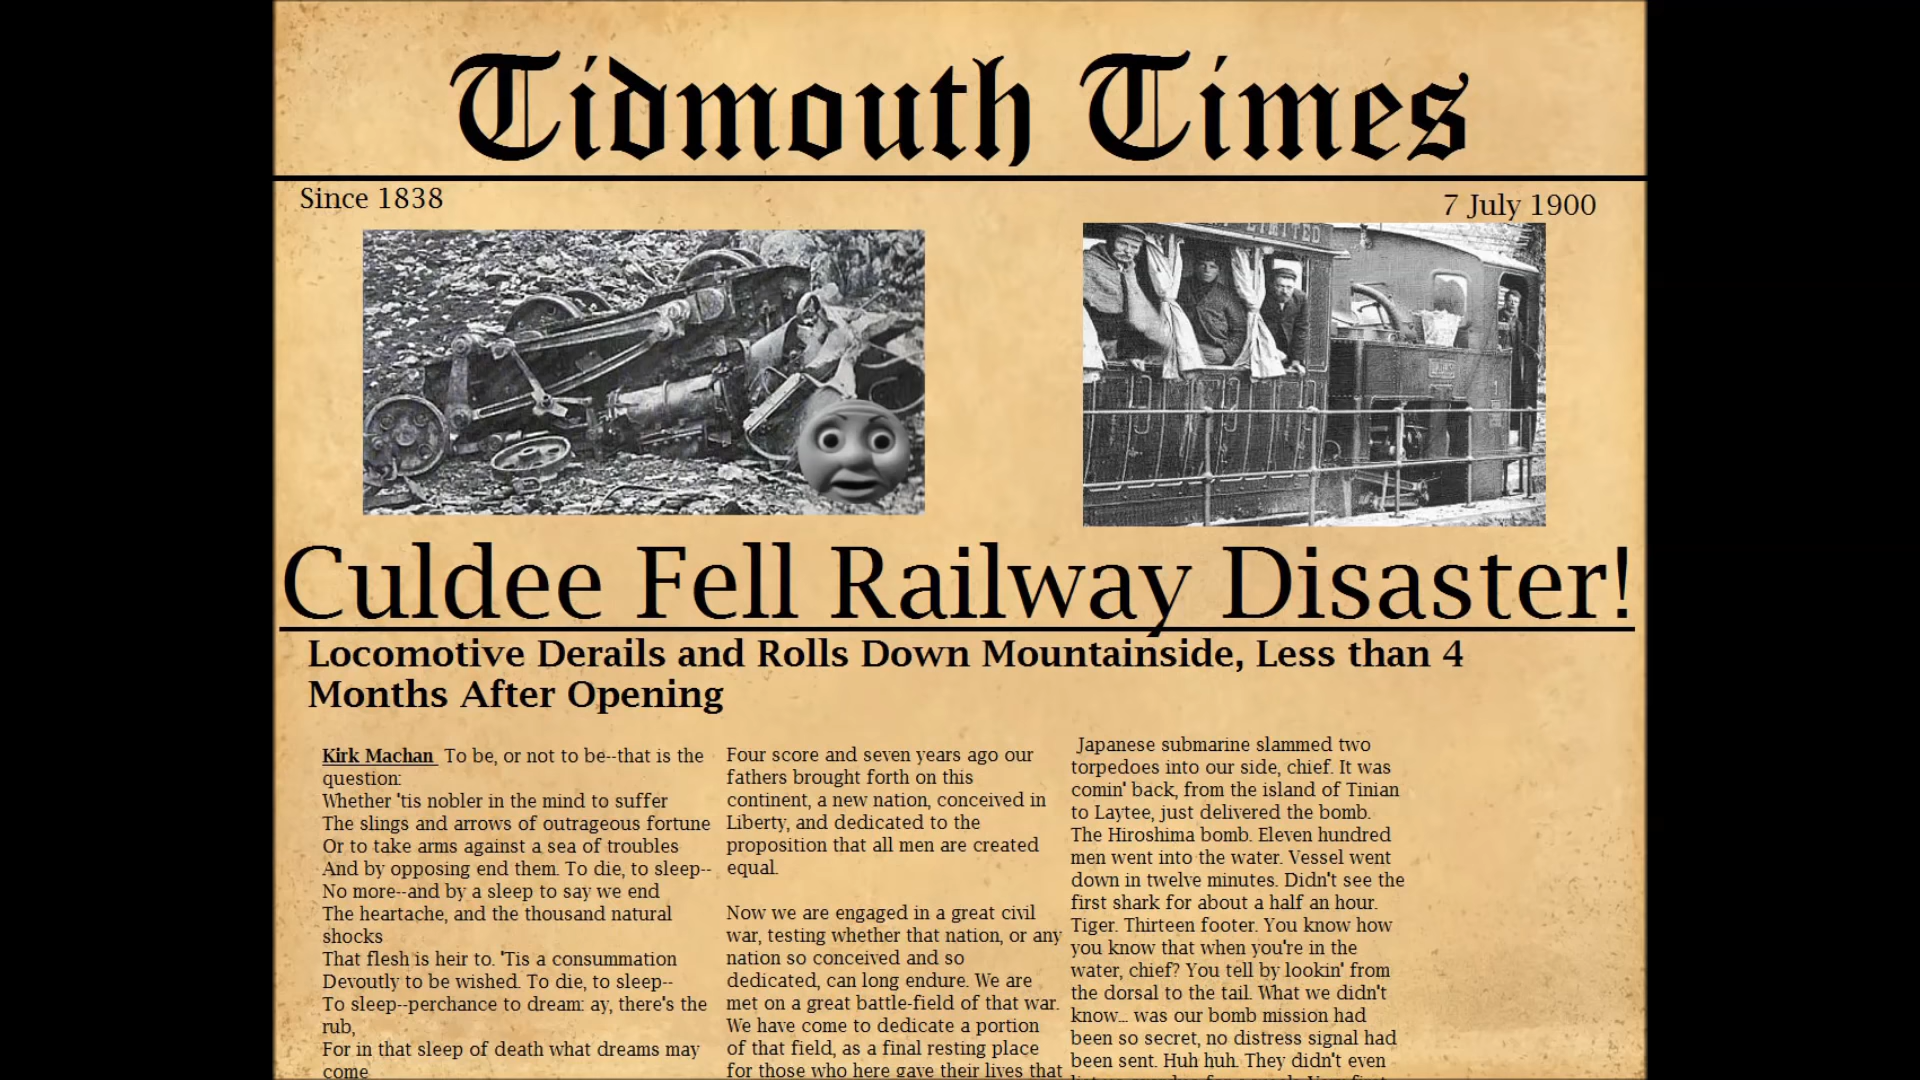 Tidmouth Times
Since 1838
7 July 1900
LIMITED
Culdee Fell Railway Disaster!
Locomotive Derails and Rolls Down Mountainside, Less than 4
Months After Opening
Kirk Machan To be, or not to be--that is the
question:
Whether 'tis nobler in the mind to suffer
The slings and arrows of outrageous fortune
Or to take arms against a sea of troubles
And by opposing end them. To die, to sleep--
No more--and by a sleep to say we end
The heartache, and the thousand natural
shocks
That flesh is heir to. 'Tis a consummation
Devoutly to be wished. To die, to sleep--
To sleep--perchance to dream: ay, there's the
rub,
For in that sleep of death what dreams may
come
Four score and seven years ago our
fathers brought forth on this
continent, a new nation, conceived in
Liberty, and dedicated to the
proposition that all men are created
equal.
Now we are engaged in a great civil
war, testing whether that nation, or any
nation so conceived and so
dedicated, can long endure. We are
met on a great battle-field of that war.
We have come to dedicate a portion
of that field, as a final resting place
for those who here gave their lives that
Japanese submarine slammed two
torpedoes into our side, chief. It was
comin' back, from the island of Tinian
to Laytee, just delivered the bomb.
The Hiroshima bomb. Eleven hundred
men went into the water. Vessel went
down in twelve minutes. Didn't see the
first shark for about a half an hour.
Tiger. Thirteen footer. You know how
you know that when you're in the
water, chief? You tell by lookin' from
the dorsal to the tail. What we didn't
know... was our bomb mission had
been so secret, no distress signal had
been sent. Huh huh. They didn't even